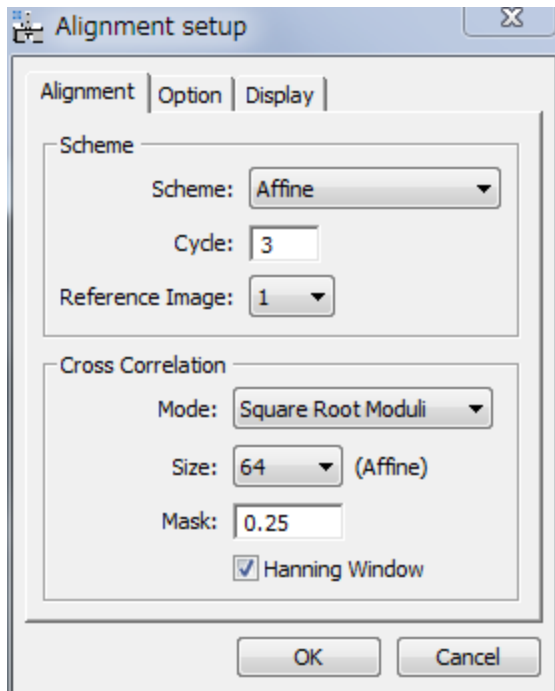 Alignment setup
Alignment Option Display
Scheme
Scheme: Affine
Cycle: 3
Reference Image: 1
Cross Correlation
Mode: Square Root Moduli
Size: 64 (Affine)
Mask: 0.25
Hanning Window
OK Cancel